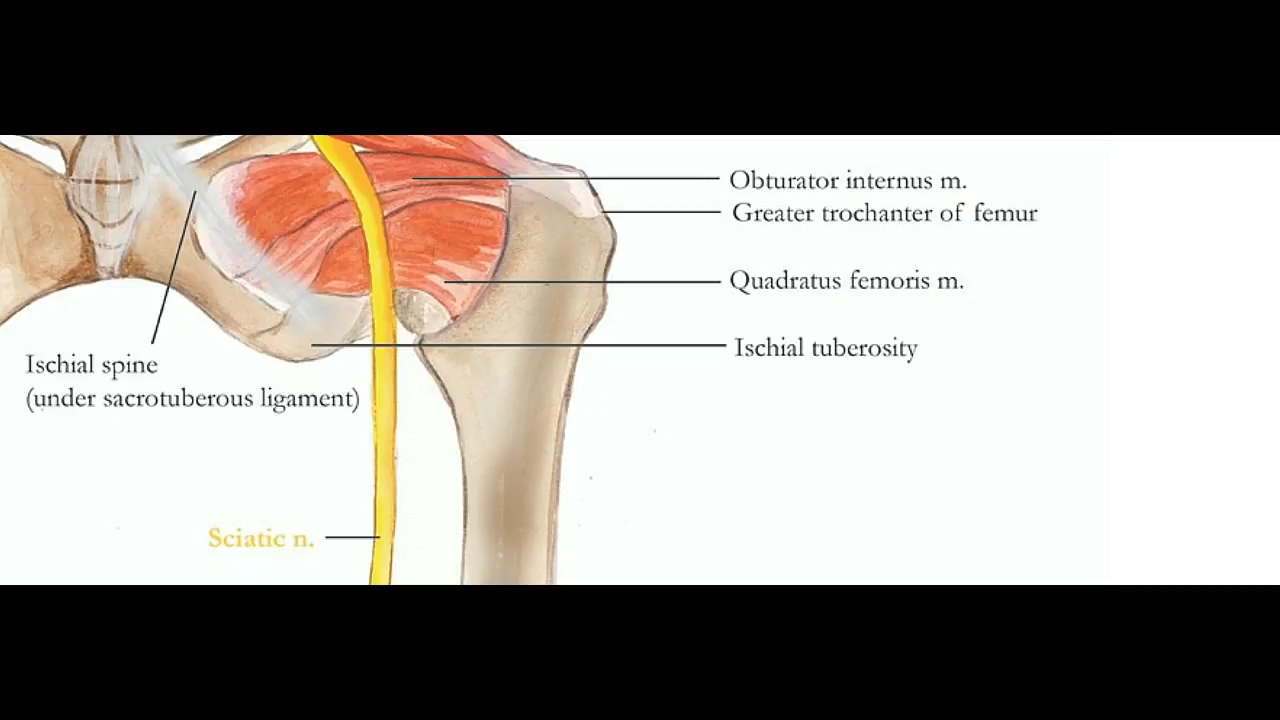 Obturator internus m.
Greater trochanter of femur
Quadratus femoris m.
Ischial tuberosity
Ischial spine
(under sacrotuberous ligament)
Sciatic n.